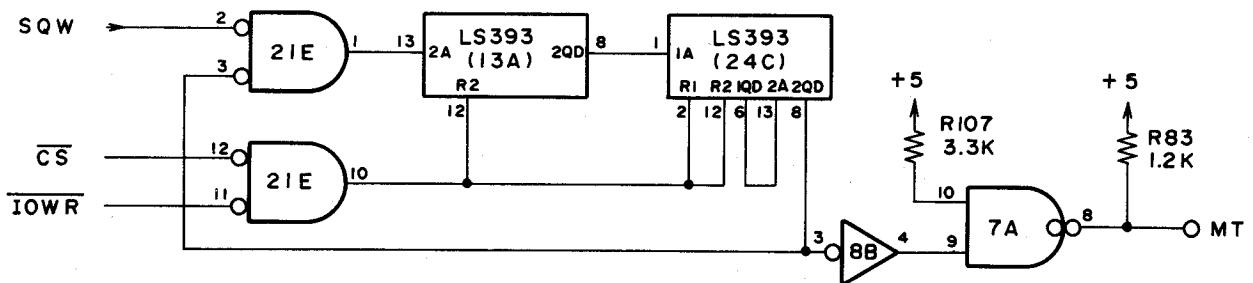 SQW
2
3
21E
1
13
LS393
(13A)
2A
2QD
R2
12
8
1
LS393
(24C)
1A
R1 R2 1QD 2A 2QD
2 12 6 13 8
+5
R107
3.3K
+5
R83
1.2K
CS
12
IOWR
11
21E
10
3
8B
4
10
9
7A
8
MT